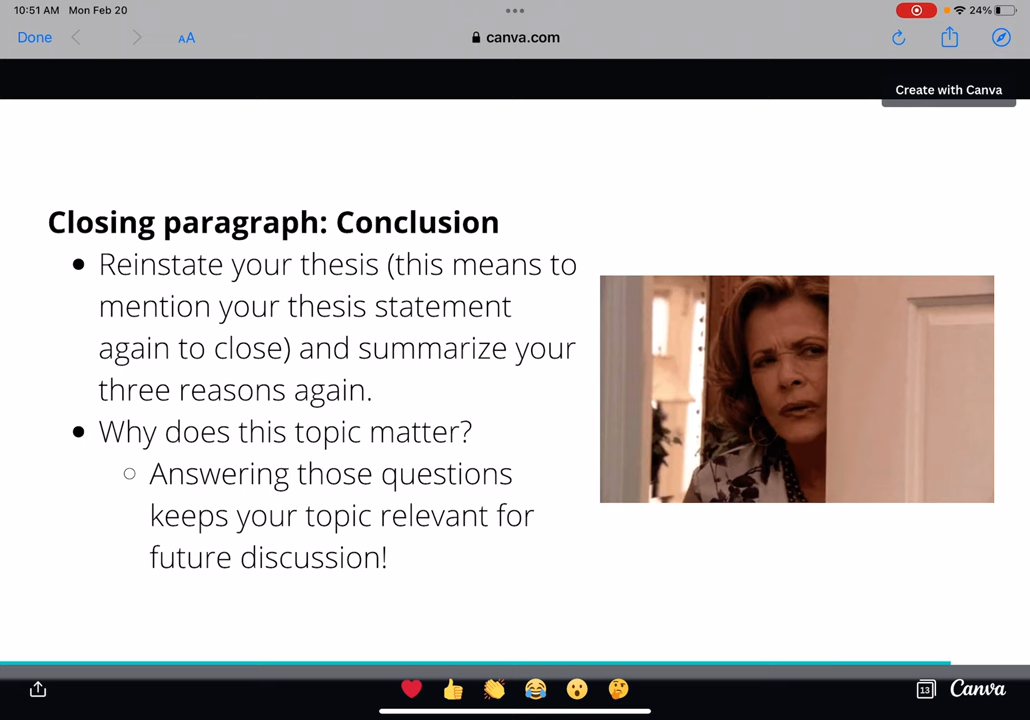 10:51 AM Mon Feb 20
24%
Done
AA
canva.com
Create with Canva
Closing paragraph: Conclusion
Reinstate your thesis (this means to
mention your thesis statement
again to close) and summarize your
three reasons again.
Why does this topic matter?
Answering those questions
keeps your topic relevant for
future discussion!
13
Canva